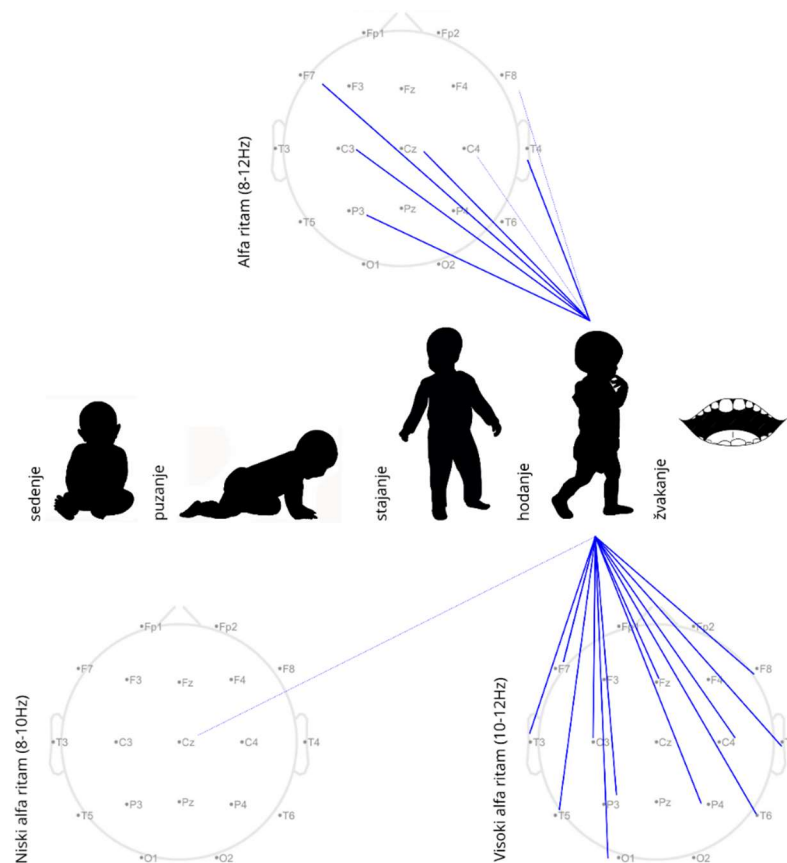 Fp1 Fp2
F7 F3 Fz F4 F8
T3 C3 Cz C4 T4
T5 P3 Pz P4 T6
O1 O2
Alfa ritam (8-12Hz)
sedenje
puzanje
stajanje
hodanje
žvakanje
Fp1 Fp2
F7 F3 Fz F4 F8
T3 C3 Cz C4 T4
T5 P3 Pz P4 T6
O1 O2
Niski alfa ritam (8-10Hz)
Fp1 Fp2
F7 F3 Fz F4 F8
T3 C3 Cz C4
T5 P3 Pz P4 T6
O1 O2
Visoki alfa ritam (10-12Hz)